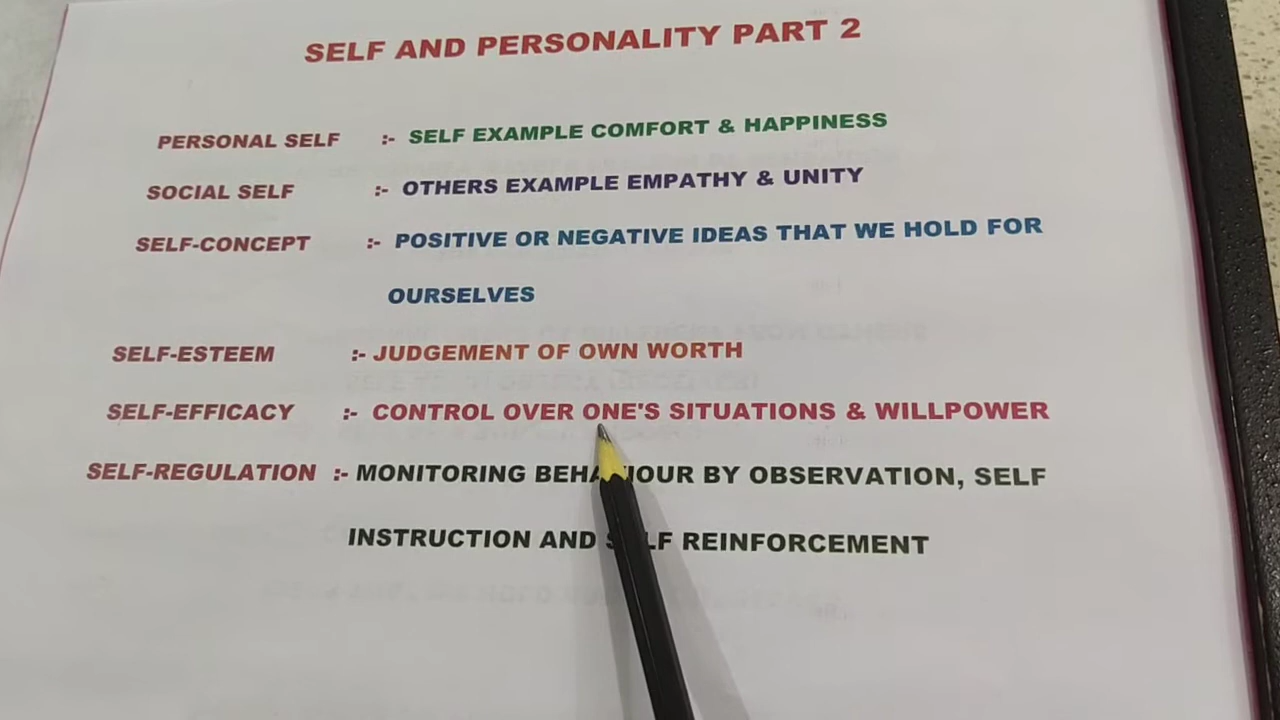 SELF AND PERSONALITY PART 2
PERSONAL SELF :- SELF EXAMPLE COMFORT & HAPPINESS
SOCIAL SELF :- OTHERS EXAMPLE EMPATHY & UNITY
SELF-CONCEPT :- POSITIVE OR NEGATIVE IDEAS THAT WE HOLD FOR
OURSELVES
SELF-ESTEEM :- JUDGEMENT OF OWN WORTH
SELF-EFFICACY :- CONTROL OVER ONE'S SITUATIONS & WILLPOWER
SELF-REGULATION :- MONITORING BEHAVIOUR BY OBSERVATION, SELF
INSTRUCTION AND SELF REINFORCEMENT